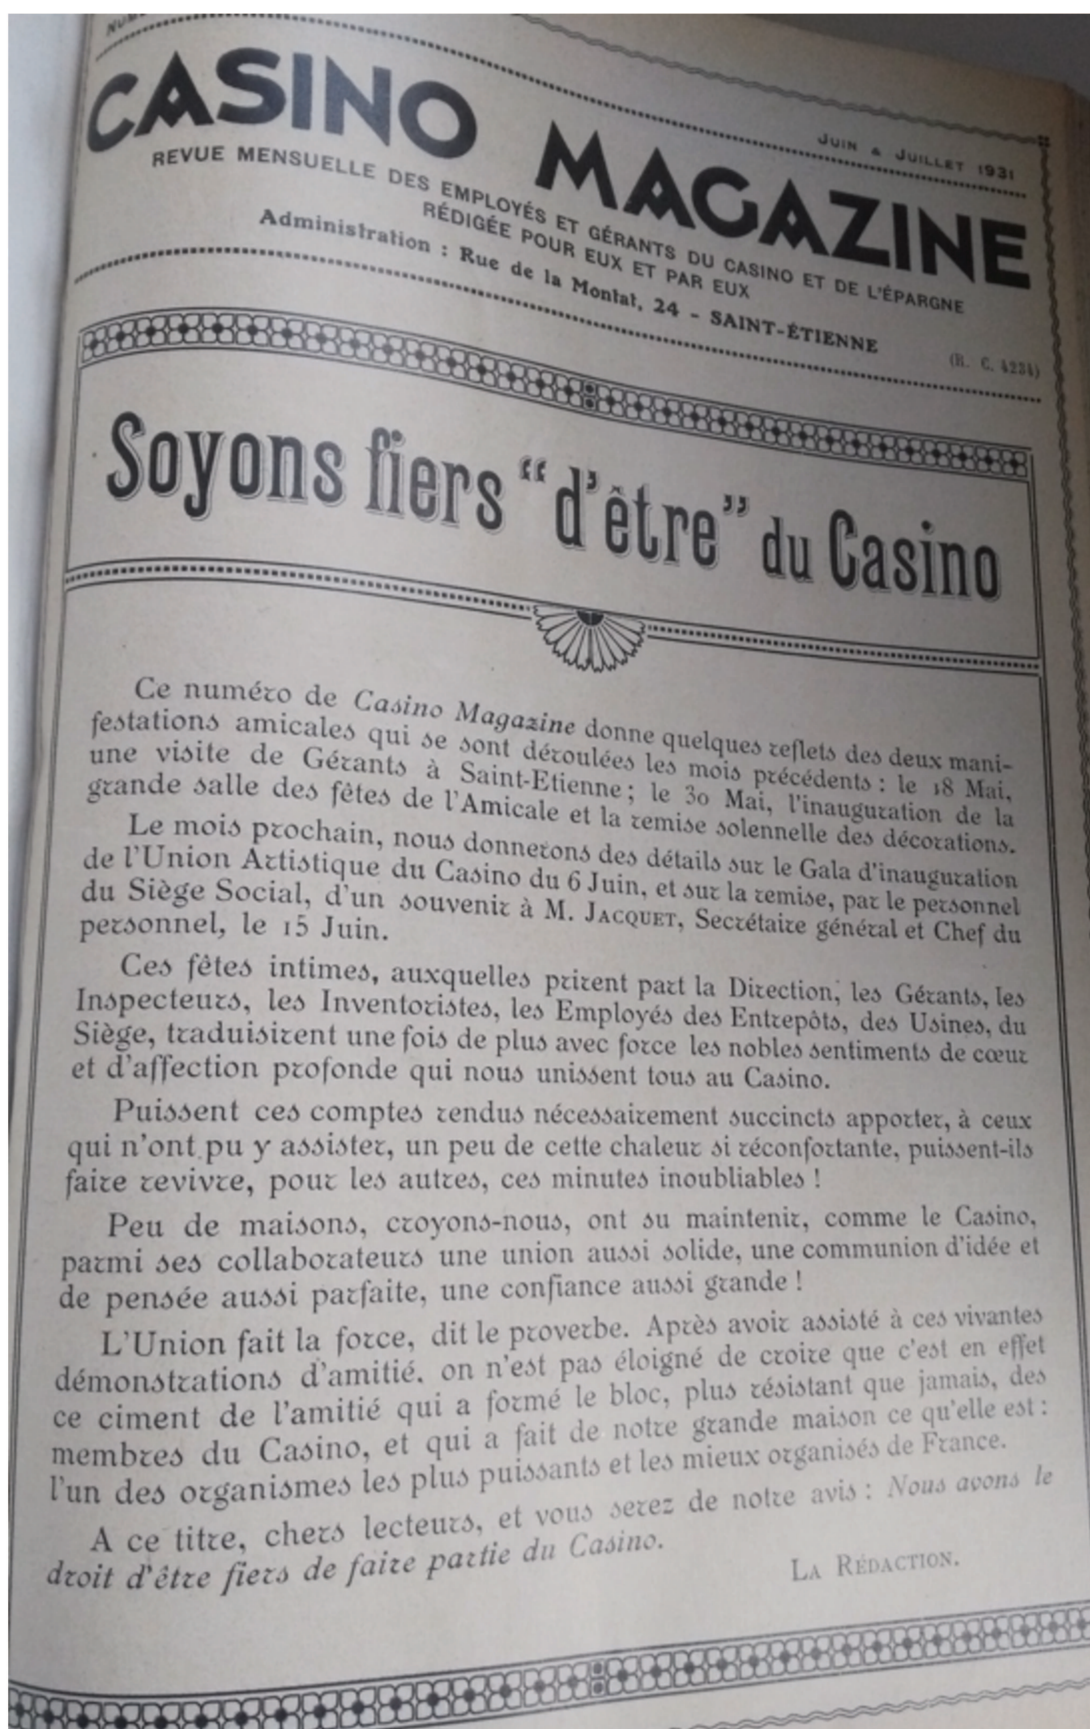 Juin & Juillet 1931
CASINO MAGAZINE
REVUE MENSUELLE DES EMPLOYÉS ET GÉRANTS DU CASINO ET DE L'ÉPARGNE
RÉDIGÉE POUR EUX ET PAR EUX
Administration : Rue de la Montat, 24 - SAINT-ÉTIENNE
(R. C. 4234)
Soyons fiers “d'être” du Casino
Ce numéro de Casino Magazine donne quelques reflets des deux mani-
festations amicales qui se sont déroulées les mois précédents : le 18 Mai,
une visite de Gérants à Saint-Etienne ; le 30 Mai, l'inauguration de la
grande salle des fêtes de l'Amicale et la remise solennelle des décorations.
Le mois prochain, nous donnerons des détails sur le Gala d'inauguration
de l'Union Artistique du Casino du 6 Juin, et sur la remise, par le personnel
du Siège Social, d'un souvenir à M. JACQUET, Secrétaire général et Chef du
personnel, le 15 Juin.
Ces fêtes intimes, auxquelles prirent part la Direction, les Gérants, les
Inspecteurs, les Inventoristes, les Employés des Entrepôts, des Usines, du
Siège, traduisirent une fois de plus avec force les nobles sentiments de cœur
et d'affection profonde qui nous unissent tous au Casino.
Puissent ces comptes rendus nécessairement succincts apporter, à ceux
qui n'ont pu y assister, un peu de cette chaleur si réconfortante, puissent-ils
faire revivre, pour les autres, ces minutes inoubliables !
Peu de maisons, croyons-nous, ont su maintenir, comme le Casino,
parmi ses collaborateurs une union aussi solide, une communion d'idée et
de pensée aussi parfaite, une confiance aussi grande !
L'Union fait la force, dit le proverbe. Après avoir assisté à ces vivantes
démonstrations d'amitié. on n'est pas éloigné de croire que c'est en effet
ce ciment de l'amitié qui a formé le bloc, plus résistant que jamais, des
membres du Casino, et qui a fait de notre grande maison ce qu'elle est :
l'un des organismes les plus puissants et les mieux organisés de France.
A ce titre, chers lecteurs, et vous serez de notre avis : Nous avons le
droit d'être fiers de faire partie du Casino.
LA RÉDACTION.